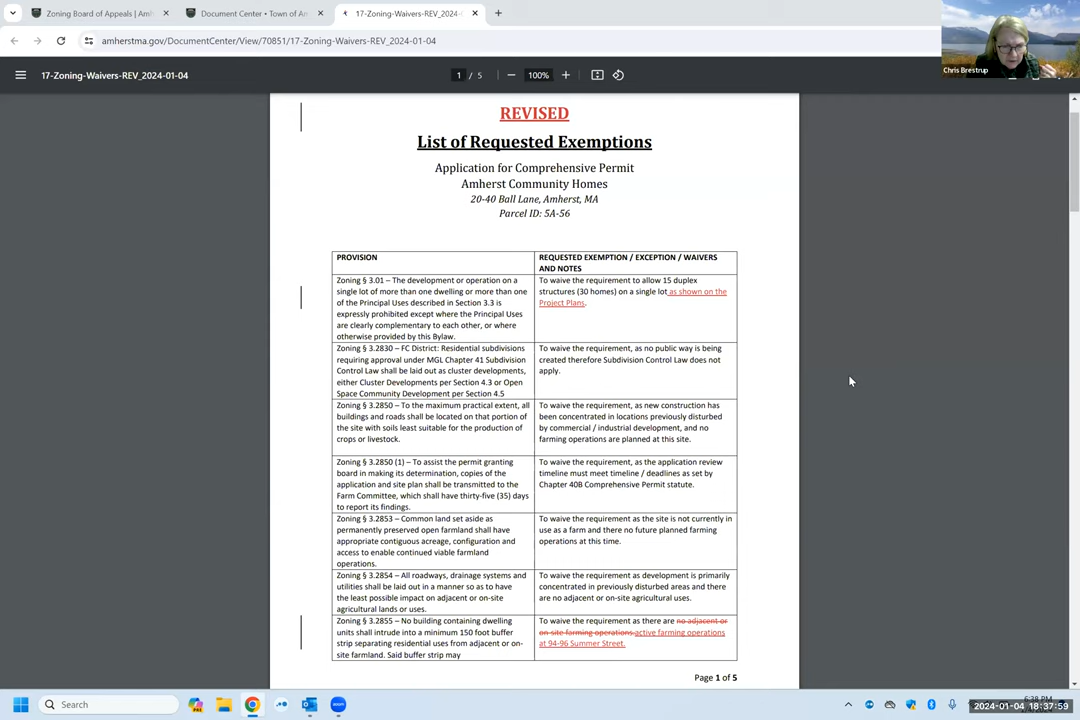 Zoning Board of Appeals | Amh
Document Center • Town of Am
17-Zoning-Waivers-REV_2024-01-04
amherstma.gov/DocumentCenter/View/70851/17-Zoning-Waivers-REV_2024-01-04
Chris Brestrup
17-Zoning-Waivers-REV_2024-01-04
1 / 5
100%
REVISED
List of Requested Exemptions
Application for Comprehensive Permit
Amherst Community Homes
20-40 Ball Lane, Amherst, MA
Parcel ID: 5A-56
PROVISION
REQUESTED EXEMPTION / EXCEPTION / WAIVERS
AND NOTES
Zoning § 3.01 – The development or operation on a
single lot of more than one dwelling or more than one
of the Principal Uses described in Section 3.3 is
expressly prohibited except where the Principal Uses
are clearly complementary to each other, or where
otherwise provided by this Bylaw.
To waive the requirement to allow 15 duplex
structures (30 homes) on a single lot as shown on the
Project Plans.
Zoning § 3.2830 – FC District: Residential subdivisions
requiring approval under MGL Chapter 41 Subdivision
Control Law shall be laid out as cluster developments,
either Cluster Developments per Section 4.3 or Open
Space Community Development per Section 4.5
To waive the requirement, as no public way is being
created therefore Subdivision Control Law does not
apply.
Zoning § 3.2850 – To the maximum practical extent, all
buildings and roads shall be located on that portion of
the site with soils least suitable for the production of
crops or livestock.
To waive the requirement, as new construction has
been concentrated in locations previously disturbed
by commercial / industrial development, and no
farming operations are planned at this site.
Zoning § 3.2850 (1) – To assist the permit granting
board in making its determination, copies of the
application and site plan shall be transmitted to the
Farm Committee, which shall have thirty-five (35) days
to report its findings.
To waive the requirement, as the application review
timeline must meet timeline / deadlines as set by
Chapter 40B Comprehensive Permit statute.
Zoning § 3.2853 – Common land set aside as
permanently preserved open farmland shall have
appropriate contiguous acreage, configuration and
access to enable continued viable farmland
operations.
To waive the requirement as the site is not currently in
use as a farm and there no future planned farming
operations at this time.
Zoning § 3.2854 – All roadways, drainage systems and
utilities shall be laid out in a manner so as to have
the least possible impact on adjacent or on-site
agricultural lands or uses.
To waive the requirement as development is primarily
concentrated in previously disturbed areas and there
are no adjacent or on-site agricultural uses.
Zoning § 3.2855 – No building containing dwelling
units shall intrude into a minimum 150 foot buffer
strip separating residential uses from adjacent or on-
site farmland. Said buffer strip may
To waive the requirement as there are no adjacent or
on-site farming operations active farming operations
at 94-96 Summer Street.
Page 1 of 5
Search
6:38 PM
2024-01-04 18:37:59